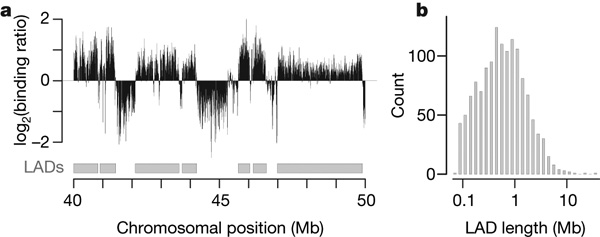 a
b
log2(binding ratio)
2
0
−2
LADs
40
42
44
46
48
50
Chromosomal position (Mb)
Count
100
50
0
0.1
1
10
LAD length (Mb)